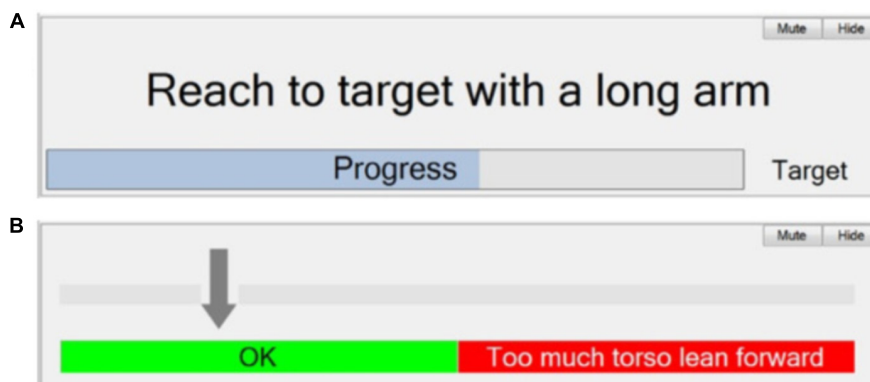 A
Mute Hide
Reach to target with a long arm
Progress Target
B
Mute Hide
OK Too much torso lean forward